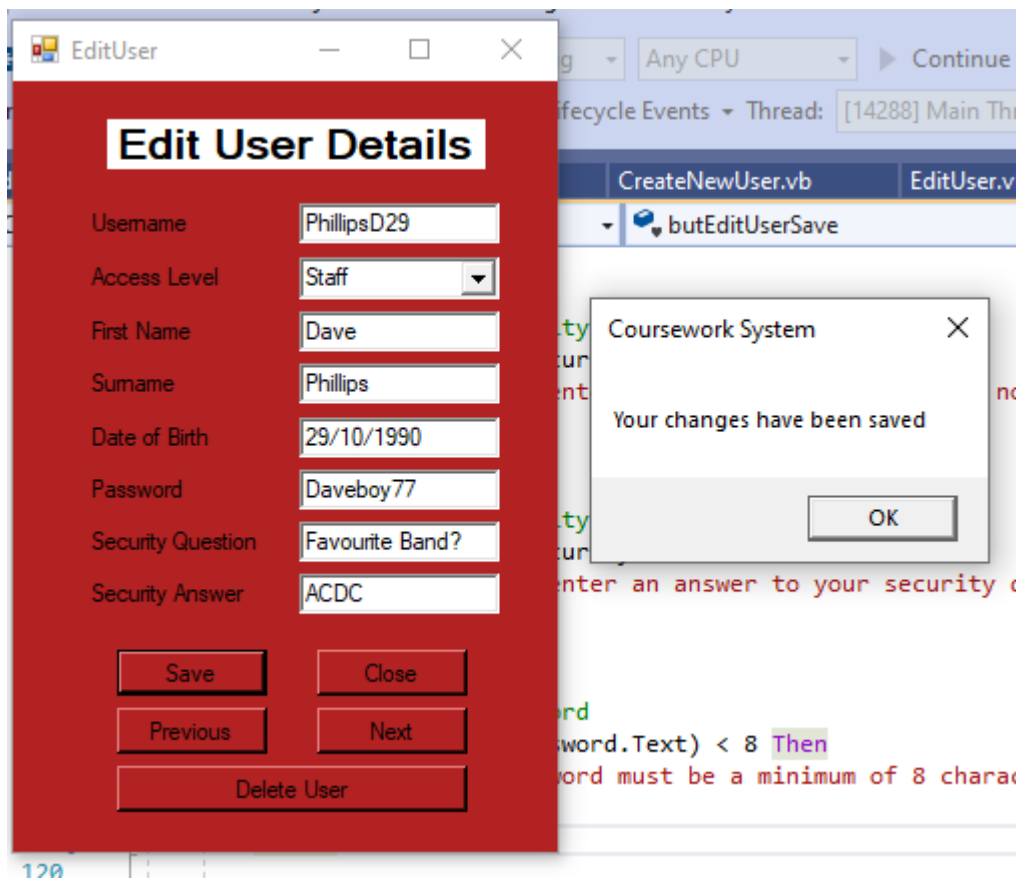 EditUser
Any CPU
Continue
Lifecycle Events Thread: [14288] Main Thr
Edit User Details
CreateNewUser.vb EditUser.v
Username PhillipsD29
butEditUserSave
Access Level Staff
First Name Dave
Surname Phillips
Date of Birth 29/10/1990
Password Daveboy77
Security Question Favourite Band?
Security Answer ACDC
Save Close
Previous Next
Delete User
Coursework System
Your changes have been saved
OK
enter an answer to your security
sword.Text) < 8 Then
word must be a minimum of 8 charac
120